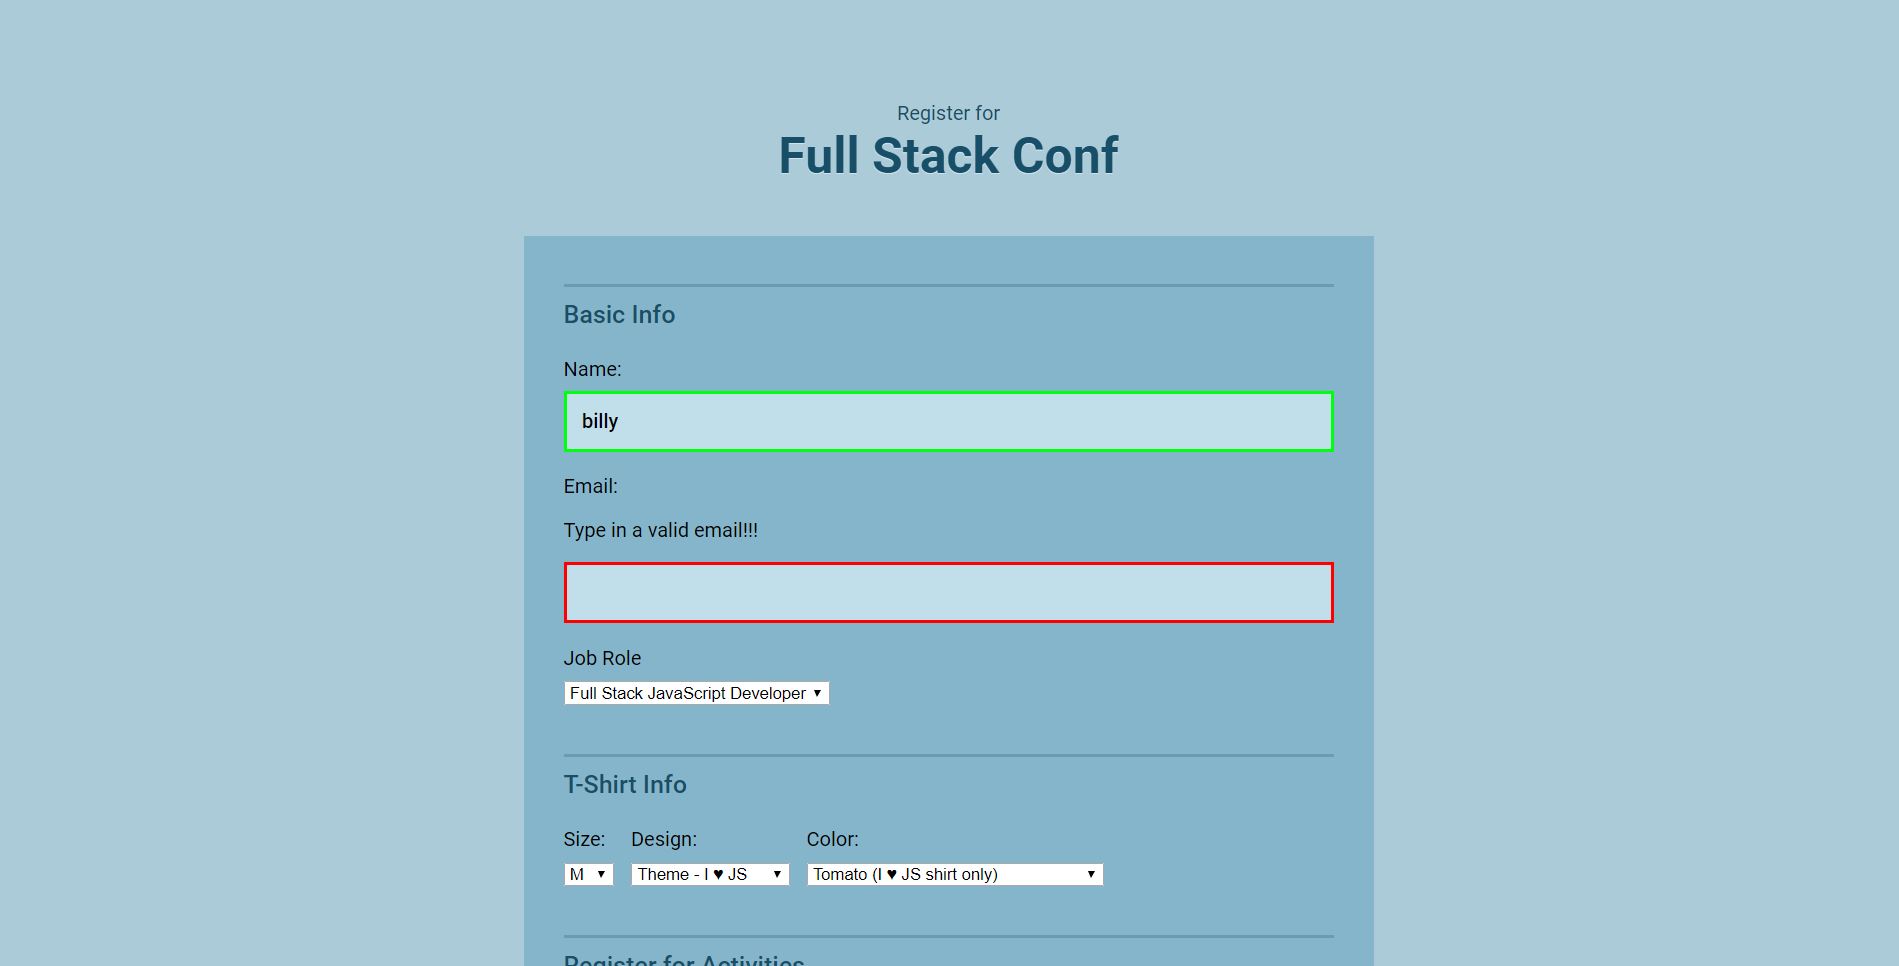 Register for
Full Stack Conf
Basic Info
Name:
billy
Email:
Type in a valid email!!!
Job Role
Full Stack JavaScript Developer
T-Shirt Info
Size: Design: Color:
M Theme - I ♥ JS Tomato (I ♥ JS shirt only)
Register for Activities